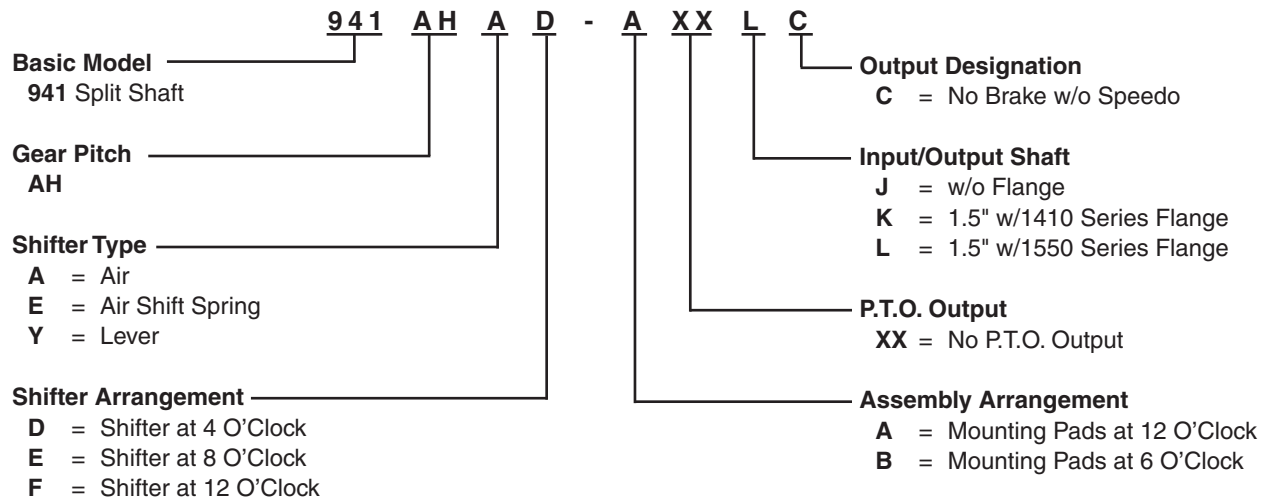 941 AH A D - A XX L C
Basic Model
941 Split Shaft
Gear Pitch
AH
Shifter Type
A = Air
E = Air Shift Spring
Y = Lever
Shifter Arrangement
D = Shifter at 4 O’Clock
E = Shifter at 8 O’Clock
F = Shifter at 12 O’Clock
Output Designation
C = No Brake w/o Speedo
Input/Output Shaft
J = w/o Flange
K = 1.5" w/1410 Series Flange
L = 1.5" w/1550 Series Flange
P.T.O. Output
XX = No P.T.O. Output
Assembly Arrangement
A = Mounting Pads at 12 O’Clock
B = Mounting Pads at 6 O’Clock